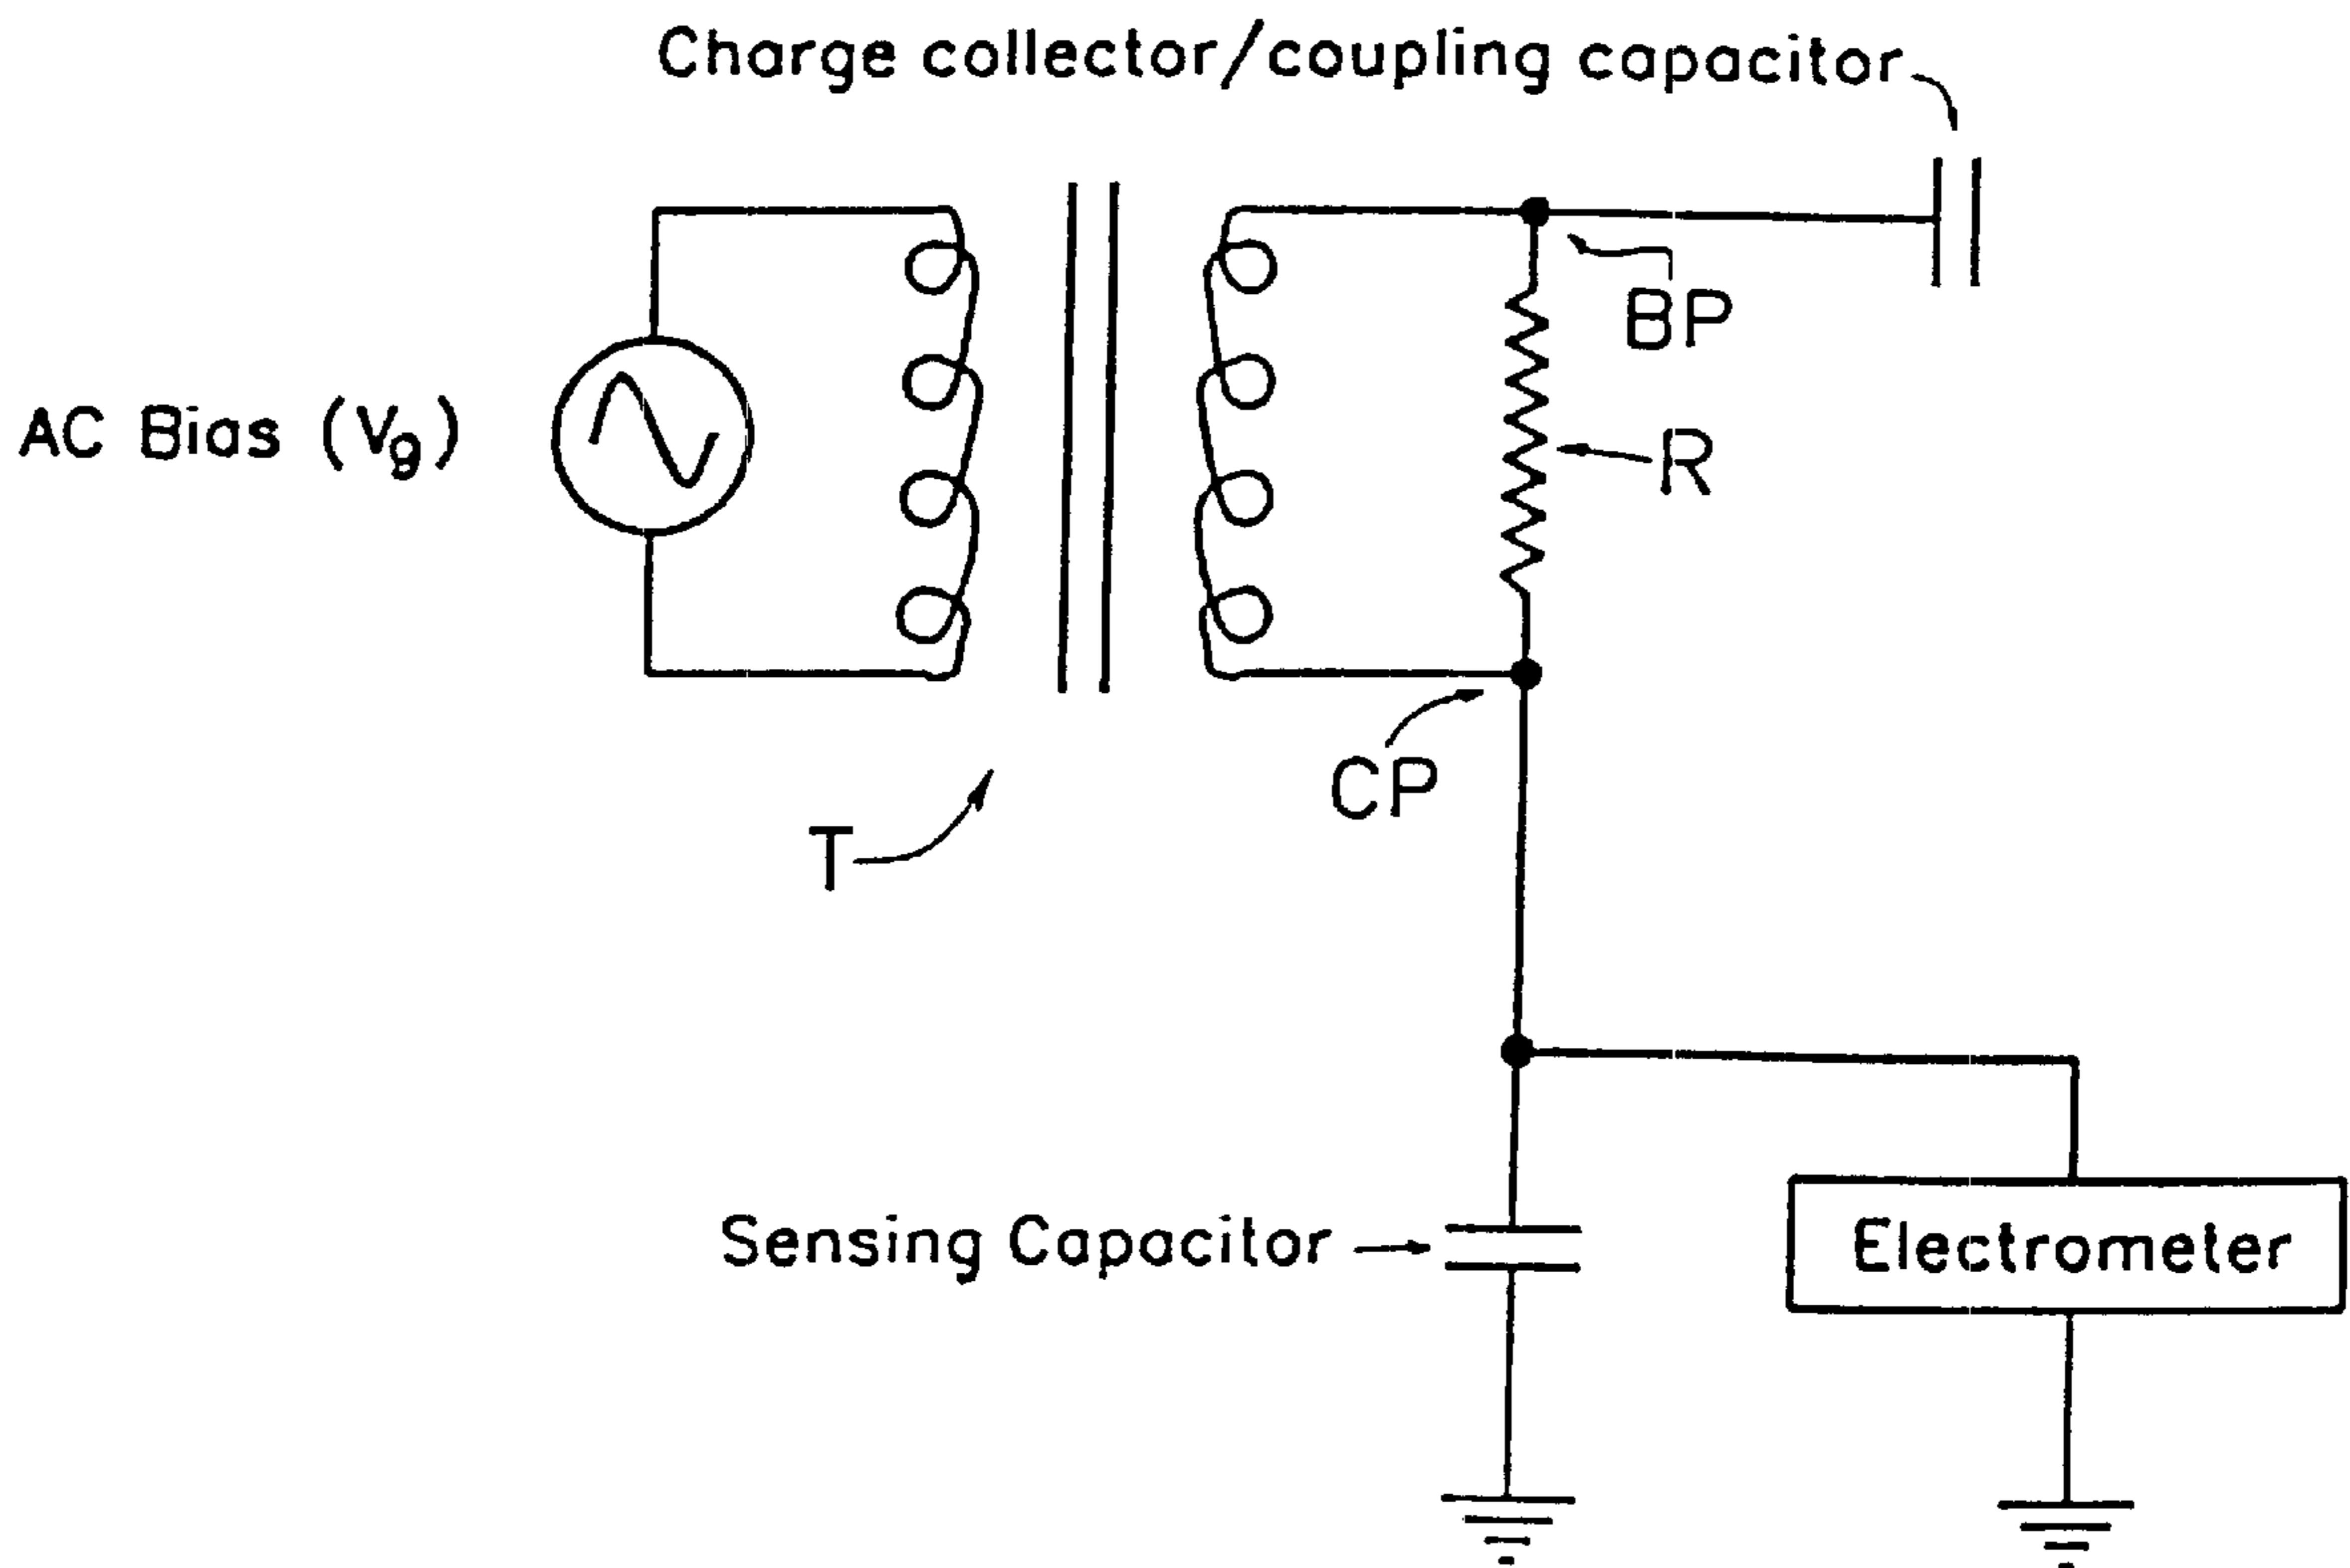 Charge collector/coupling capacitor
BP
AC Bias (Vg)
R
CP
T
Sensing Capacitor
Electrometer